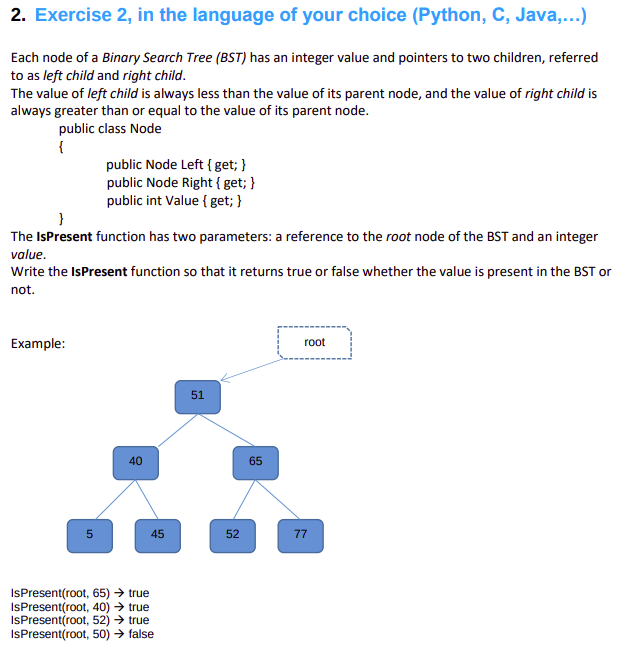 2. Exercise 2, in the language of your choice (Python, C, Java,...)
Each node of a Binary Search Tree (BST) has an integer value and pointers to two children, referred
to as left child and right child.
The value of left child is always less than the value of its parent node, and the value of right child is
always greater than or equal to the value of its parent node.
public class Node
{
public Node Left { get; }
public Node Right { get; }
public int Value { get; }
}
The IsPresent function has two parameters: a reference to the root node of the BST and an integer
value.
Write the IsPresent function so that it returns true or false whether the value is present in the BST or
not.
Example:
root
51
40
65
5
45
52
77
IsPresent(root, 65) → true
IsPresent(root, 40) → true
IsPresent(root, 52) → true
IsPresent(root, 50) → false